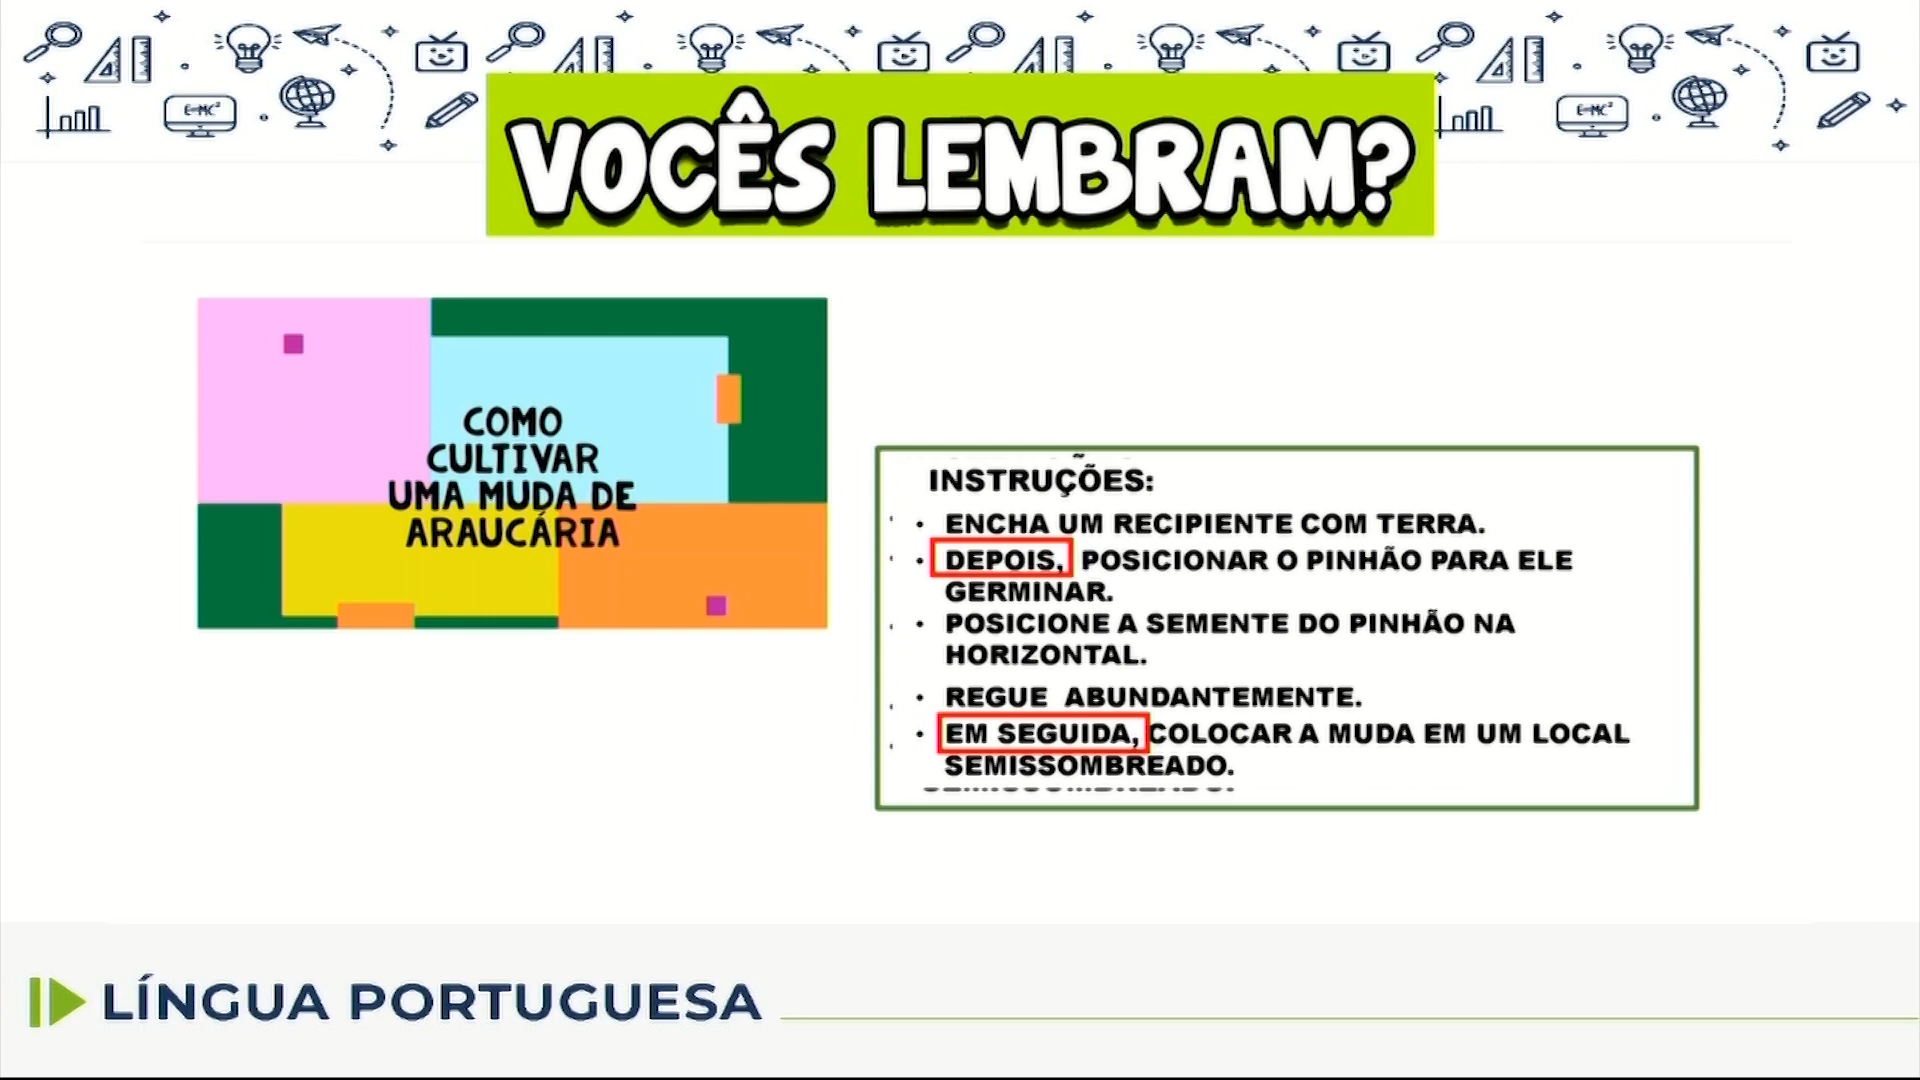 E=MC²
E=MC²
VOCÊS LEMBRAM?
COMO
CULTIVAR
UMA MUDA DE
ARAUCÁRIA
INSTRUÇÕES:
• ENCHA UM RECIPIENTE COM TERRA.
• DEPOIS, POSICIONAR O PINHÃO PARA ELE
GERMINAR.
• POSICIONE A SEMENTE DO PINHÃO NA
HORIZONTAL.
• REGUE ABUNDANTEMENTE.
• EM SEGUIDA, COLOCAR A MUDA EM UM LOCAL
SEMISSOMBREADO.
LÍNGUA PORTUGUESA